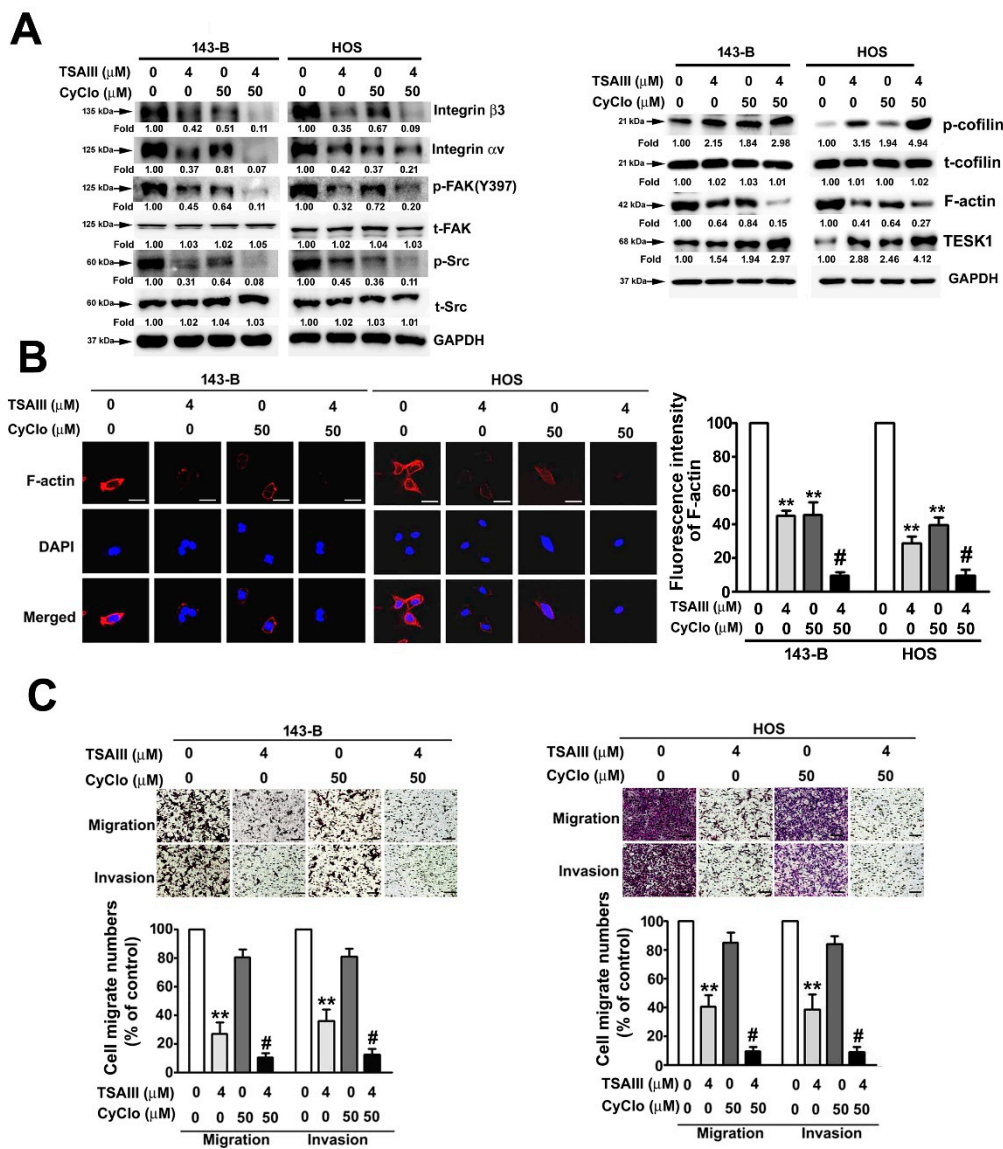 A
143-B HOS
TSAIII (μM) 0 4 0 4 0 4 0 4
CyClo (μM) 0 0 50 50 0 0 50 50
135 kDa Integrin β3
Fold 1.00 0.42 0.51 0.11 1.00 0.35 0.67 0.09
125 kDa Integrin αv
Fold 1.00 0.37 0.81 0.07 1.00 0.42 0.37 0.21
125 kDa p-FAK(Y397)
Fold 1.00 0.45 0.64 0.11 1.00 0.32 0.72 0.20
125 kDa t-FAK
Fold 1.00 1.03 1.02 1.05 1.00 1.02 1.04 1.03
60 kDa p-Src
Fold 1.00 0.31 0.64 0.08 1.00 0.45 0.36 0.11
60 kDa t-Src
Fold 1.00 1.02 1.04 1.03 1.00 1.02 1.03 1.01
37 kDa GAPDH
143-B HOS
TSAIII (μM) 0 4 0 4 0 4 0 4
CyClo (μM) 0 0 50 50 0 0 50 50
21 kDa p-cofilin
Fold 1.00 2.15 1.84 2.98 1.00 3.15 1.94 4.94
21 kDa t-cofilin
Fold 1.00 1.02 1.03 1.01 1.00 1.01 1.00 1.02
42 kDa F-actin
Fold 1.00 0.64 0.84 0.15 1.00 0.41 0.64 0.27
68 kDa TESK1
Fold 1.00 1.54 1.94 2.97 1.00 2.88 2.46 4.12
37 kDa GAPDH
B
143-B HOS
TSAIII (μM) 0 4 0 4 0 4 0 4
CyClo (μM) 0 0 50 50 0 0 50 50
F-actin
DAPI
Merged
Fluorescence intensity
of F-actin
100
80
60
40
20
0
** ** # ** ** #
TSAIII (μM) 0 4 0 4 0 4 0 4
CyClo (μM) 0 0 50 50 0 0 50 50
143-B HOS
C
143-B
TSAIII (μM) 0 4 0 4
CyClo (μM) 0 0 50 50
Migration
Invasion
Cell migrate numbers
(% of control)
100
80
60
40
20
0
** # ** #
TSAIII (μM) 0 4 0 4 0 4 0 4
CyClo (μM) 0 0 50 50 0 0 50 50
Migration Invasion
HOS
TSAIII (μM) 0 4 0 4
CyClo (μM) 0 0 50 50
Migration
Invasion
Cell migrate numbers
(% of control)
100
80
60
40
20
0
** # ** #
TSAIII (μM) 0 4 0 4 0 4 0 4
CyClo (μM) 0 0 50 50 0 0 50 50
Migration Invasion